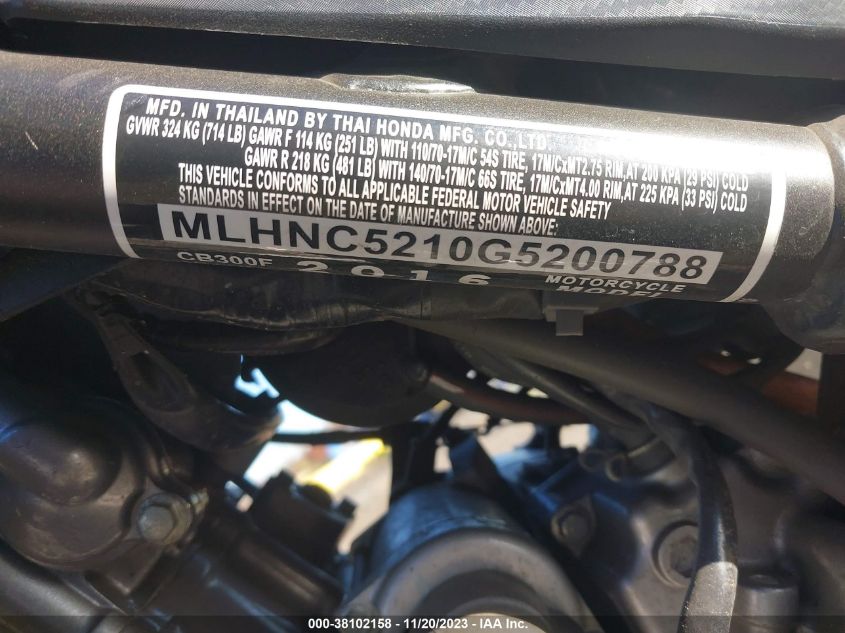 MFD. IN THAILAND BY THAI HONDA MFG. CO.,LTD.
GVWR 324 KG (714 LB) GAWR F 114 KG (251 LB) WITH 110/70-17M/C 54S TIRE, 17M/CxMT2.75 RIM,AT 200 KPA (29 PSI) COLD
GAWR R 218 KG (481 LB) WITH 140/70-17M/C 66S TIRE, 17M/CxMT4.00 RIM,AT 225 KPA (33 PSI) COLD
THIS VEHICLE CONFORMS TO ALL APPLICABLE FEDERAL MOTOR VEHICLE SAFETY
STANDARDS IN EFFECT ON THE DATE OF MANUFACTURE SHOWN ABOVE:
MLHNC5210G5200788
CB300F 2016 MOTORCYCLE
MODEL
000-38102158 - 11/20/2023 - IAA Inc.